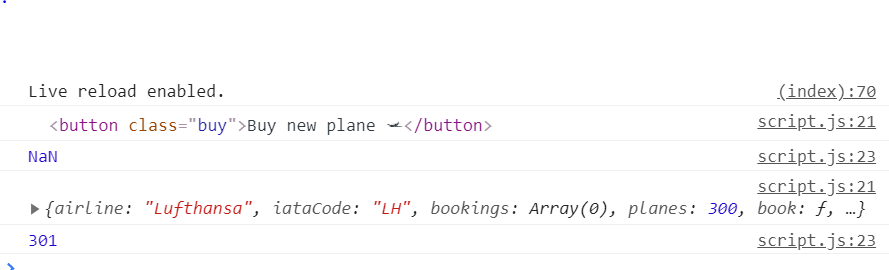 Live reload enabled. (index):70
<button class="buy">Buy new plane 🛩</button> script.js:21
NaN script.js:23
script.js:21
{airline: "Lufthansa", iataCode: "LH", bookings: Array(0), planes: 300, book: ƒ, …}
301 script.js:23